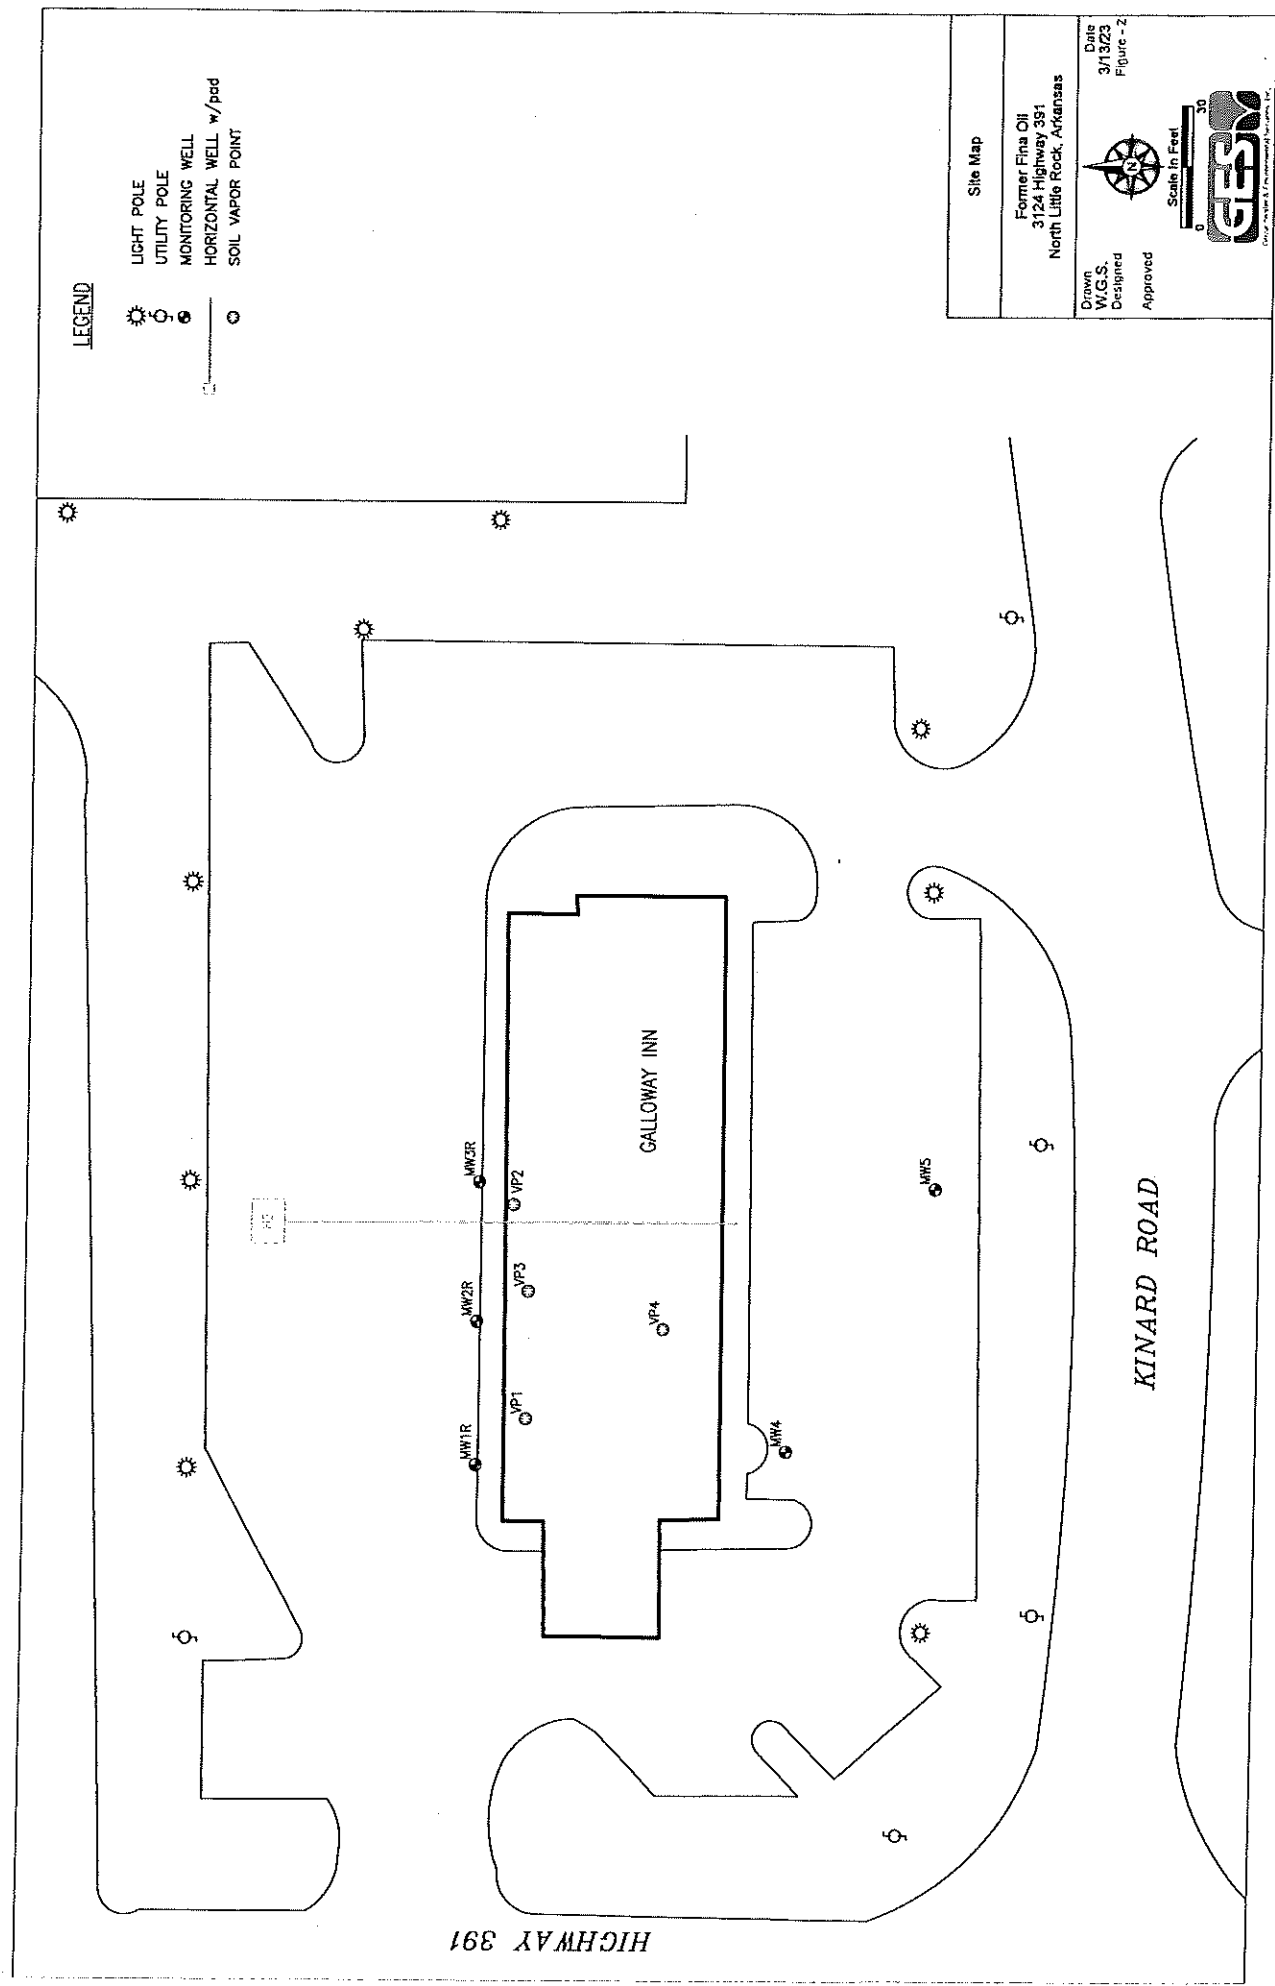 LEGEND
LIGHT POLE
UTILITY POLE
MONITORING WELL
HORIZONTAL WELL w/pad
SOIL VAPOR POINT
MW1R
MW2R
MW3R
VP1
VP3
VP2
VP4
GALLOWAY INN
MW4
MW5
HIGHWAY 391
KINARD ROAD
Site Map
Former Fina Oil
3124 Highway 391
North Little Rock, Arkansas
Drawn
W.G.S.
Designed
Approved
Date
3/13/23
Figure - 2
N
Scale In Feet
0 30
GESI